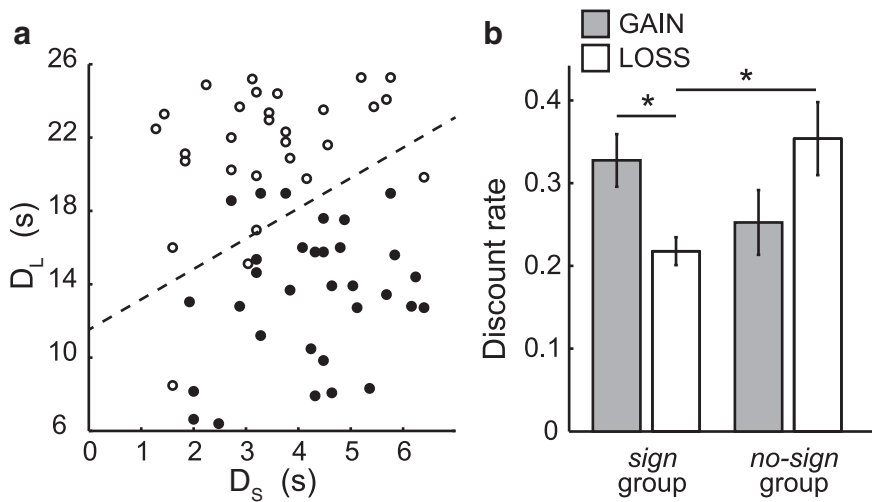 a
26
22
18
14
10
6
D_L (s)
0 1 2 3 4 5 6
D_S (s)
b
GAIN
LOSS
*
*
0.4
0.3
0.2
0.1
0
Discount rate
sign group
no-sign group